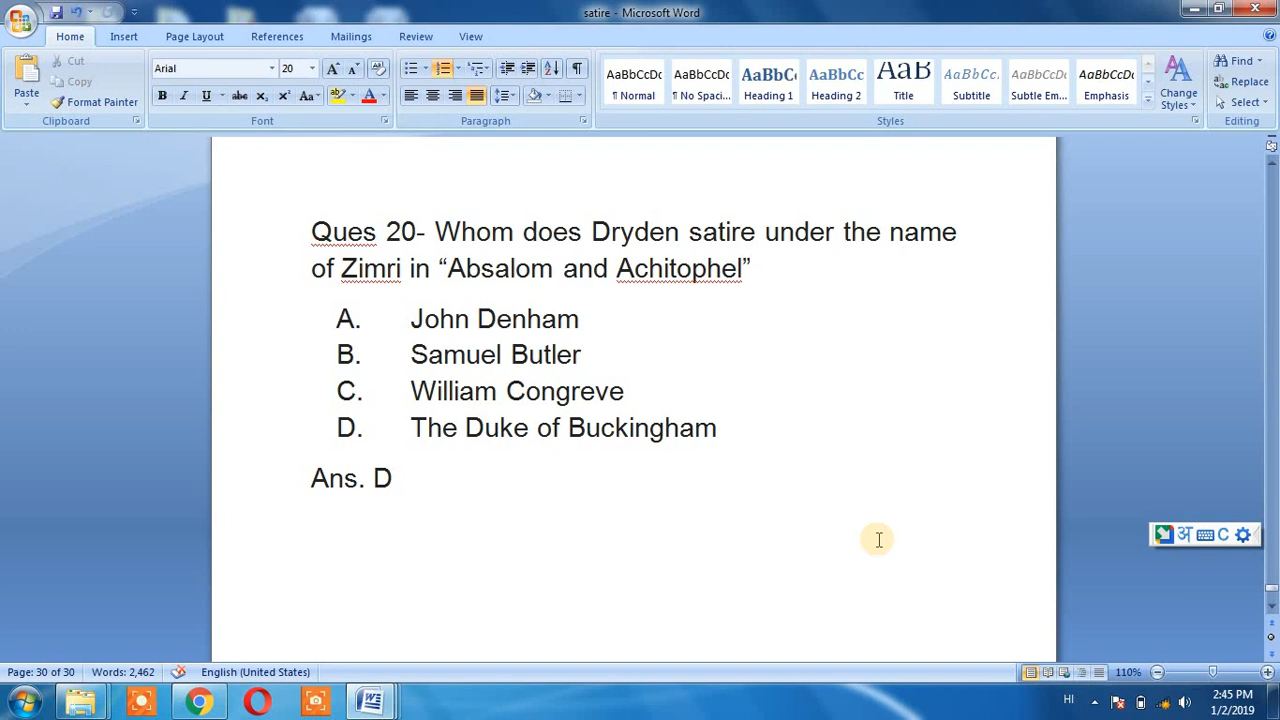 satire - Microsoft Word
Home Insert Page Layout References Mailings Review View
Paste
Cut
Copy
Format Painter
Clipboard
Arial 20
Font
Paragraph
AaBbCcDc AaBbCcDc AaBbC AaBbCc AaB AaBbCc. AaBbCcDc AaBbCcDc
¶ Normal ¶ No Spaci... Heading 1 Heading 2 Title Subtitle Subtle Em... Emphasis
Change Styles
Styles
Find
Replace
Select
Editing
Ques 20- Whom does Dryden satire under the name
of Zimri in “Absalom and Achitophel”
A. John Denham
B. Samuel Butler
C. William Congreve
D. The Duke of Buckingham
Ans. D
अ C
Page: 30 of 30 Words: 2,462 English (United States) 110%
HI
2:45 PM
1/2/2019